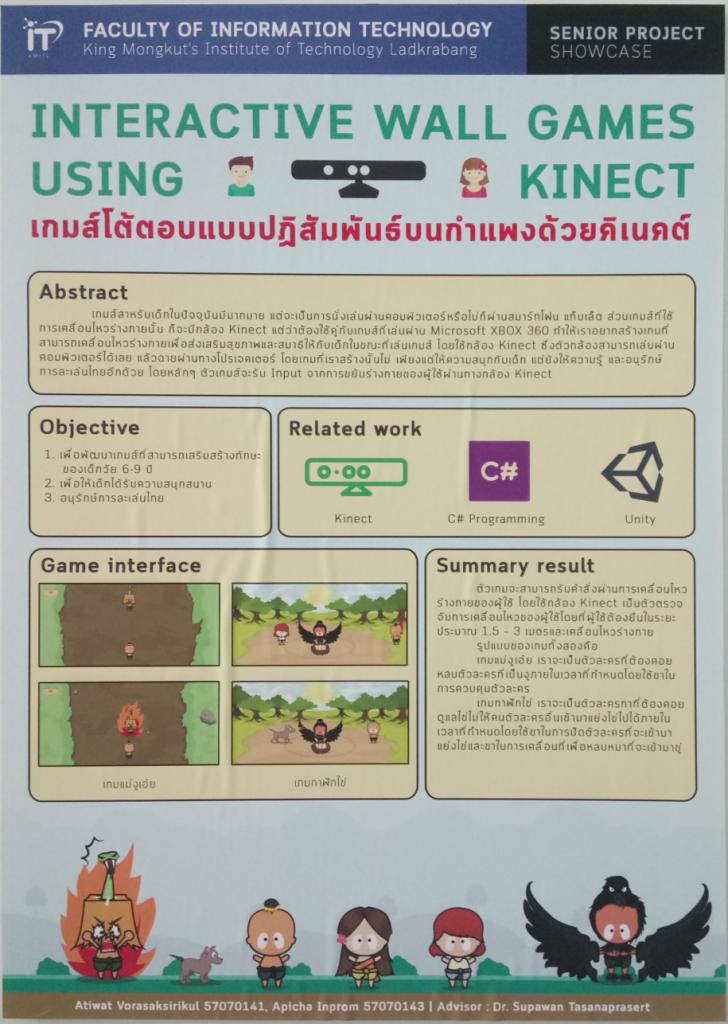 iT
KMITL
FACULTY OF INFORMATION TECHNOLOGY
King Mongkut's Institute of Technology Ladkrabang
SENIOR PROJECT
SHOWCASE
INTERACTIVE WALL GAMES
USING KINECT
เกมส์โต้ตอบแบบปฏิสัมพันธ์บนกำแพงด้วยคิเนคต์
Abstract
เกมส์สาหรับเด็กในปัจจุบันมีมากมาย แต่จะเป็นการนั่งเล่นผ่านคอมพิวเตอร์หรือไม่ก็ผ่านสมาร์ทโฟน แท็บเล็ต ส่วนเกมส์ที่ใช้
การเคลื่อนไหวร่างกายนั้น ก็จะมีกล้อง Kinect แต่ว่าต้องใช้คู่กับเกมส์ที่เล่นผ่าน Microsoft XBOX 360 ทำให้เราอยากสร้างเกมที่
สามารถเคลื่อนไหวร่างกายเพื่อส่งเสริมสุขภาพและสมาธิให้กับเด็กในขณะที่เล่นเกมส์ โดยใช้กล้อง Kinect ซึ่งตัวกล้องสามารถเล่นผ่าน
คอมพิวเตอร์ได้เลย แล้วฉายผ่านทางโปรเจคเตอร์ โดยเกมที่เราสร้างนั้นไม่ เพียงแต่ให้ความสนุกกับเด็ก แต่ยังให้ความรู้ และอนุรักษ์
การละเล่นไทยอีกด้วย โดยหลักๆ ตัวเกมส์จะรับ Input จากการขยับร่างกายของผู้ใช้ผ่านทางกล้อง Kinect
Objective
1. เพื่อพัฒนาเกมส์ที่สามารถเสริมสร้างทักษะ
ของเด็กวัย 6-9 ปี
2. เพื่อให้เด็กได้รับความสนุกสนาน
3. อนุรักษ์การละเล่นไทย
Related work
C#
Kinect
C# Programming
Unity
Game interface
เกมแม่งูเอ๋ย
เกมกาฟักไข่
Summary result
ตัวเกมจะสามารถรับคำสั่งผ่านการเคลื่อนไหว
ร่างกายของผู้ใช้ โดยใช้กล้อง Kinect เป็นตัวตรวจ
จับการเคลื่อนไหวของผู้ใช้โดยที่ผู้ใช้ต้องยืนในระยะ
ประมาณ 1.5 - 3 เมตรและเคลื่อนไหวร่างกาย
รูปแบบของเกมทั้งสองคือ
เกมแม่งูเอ๋ย เราจะเป็นตัวละครที่ต้องคอย
หลบตัวละครที่เป็นงูภายในเวลาที่กำหนดโดยใช้ขาใน
การควบคุมตัวละคร
เกมกาฟักไข่ เราจะเป็นตัวละครกาที่ต้องคอย
ดูแลไข่ไม่ให้คนตัวละครอื่นเข้ามาแย่งไข่ไปได้ภายใน
เวลาที่กำหนดโดยใช้ขาในการปัดตัวละครที่จะเข้ามา
แย่งไข่และขาในการเคลื่อนที่เพื่อหลบหมาที่จะเข้ามาขู่
Atiwat Vorasaksirikul 57070141, Apicha Inprom 57070143 | Advisor : Dr. Supawan Tasanaprasert